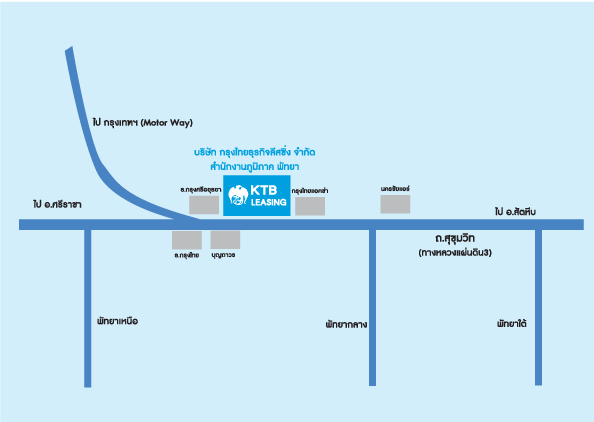 ไป กรุงเทพฯ (Motor Way)
บริษัท กรุงไทยธุรกิจลีสซิ่ง จำกัด
สำนักงานภูมิภาค พัทยา
ธ.กรุงศรีอยุธยา
KTB
LEASING
กรุงไทยแอกซ่า
นครชัยแอร์
ไป อ.ศรีราชา
ไป อ.สัตหีบ
ถ.สุขุมวิท
(ทางหลวงแผ่นดิน3)
ธ.กรุงไทย
บุญถาวร
พัทยาเหนือ
พัทยากลาง
พัทยาใต้